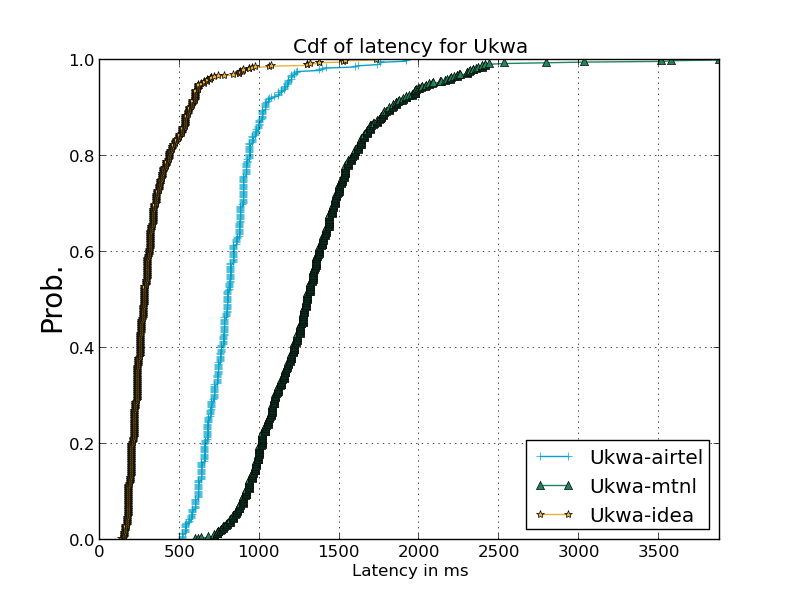 Cdf of latency for Ukwa
1.0
0.8
0.6
0.4
0.2
0.0
Prob.
0 500 1000 1500 2000 2500 3000 3500
Latency in ms
Ukwa-airtel
Ukwa-mtnl
Ukwa-idea